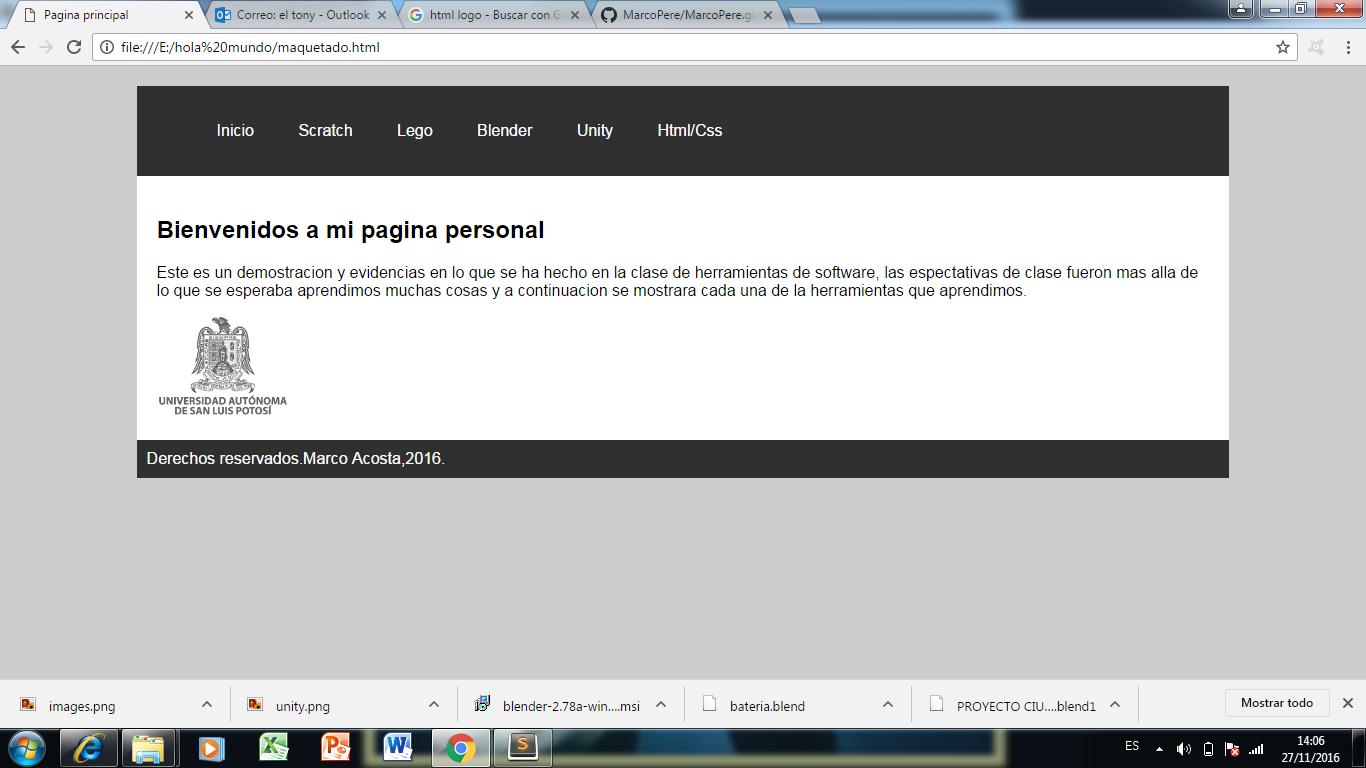 Pagina principal
Correo: el tony - Outlook
html logo - Buscar con G
MarcoPere/MarcoPere.g
file:///E:/hola%20mundo/maquetado.html
Inicio Scratch Lego Blender Unity Html/Css
Bienvenidos a mi pagina personal
Este es un demostracion y evidencias en lo que se ha hecho en la clase de herramientas de software, las espectativas de clase fueron mas alla de
lo que se esperaba aprendimos muchas cosas y a continuacion se mostrara cada una de la herramientas que aprendimos.
UNIVERSIDAD AUTÓNOMA
DE SAN LUIS POTOSÍ
Derechos reservados.Marco Acosta,2016.
images.png
unity.png
blender-2.78a-win....msi
bateria.blend
PROYECTO CIU....blend1
Mostrar todo
ES
14:06
27/11/2016